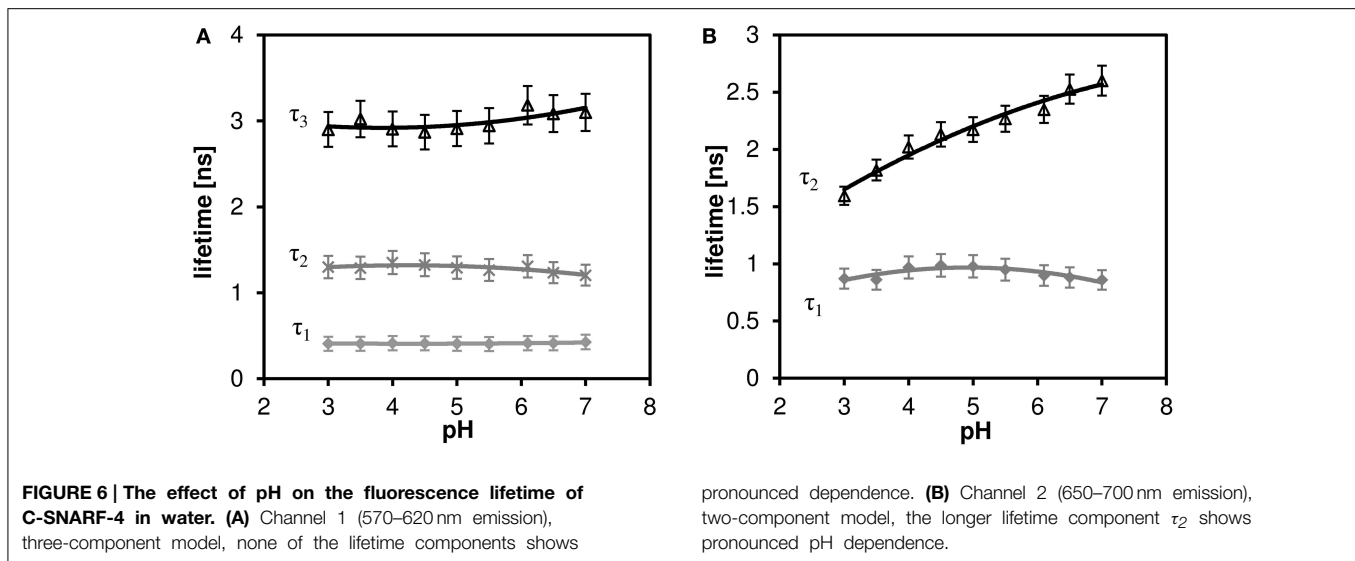 A
4
3
2
1
0
lifetime [ns]
τ3
τ2
τ1
2 3 4 5 6 7 8
pH
B
3
2.5
2
1.5
1
0.5
0
lifetime [ns]
τ2
τ1
2 3 4 5 6 7 8
pH
FIGURE 6 | The effect of pH on the fluorescence lifetime of
C-SNARF-4 in water. (A) Channel 1 (570–620 nm emission),
three-component model, none of the lifetime components shows
pronounced dependence. (B) Channel 2 (650–700 nm emission),
two-component model, the longer lifetime component τ2 shows
pronounced pH dependence.